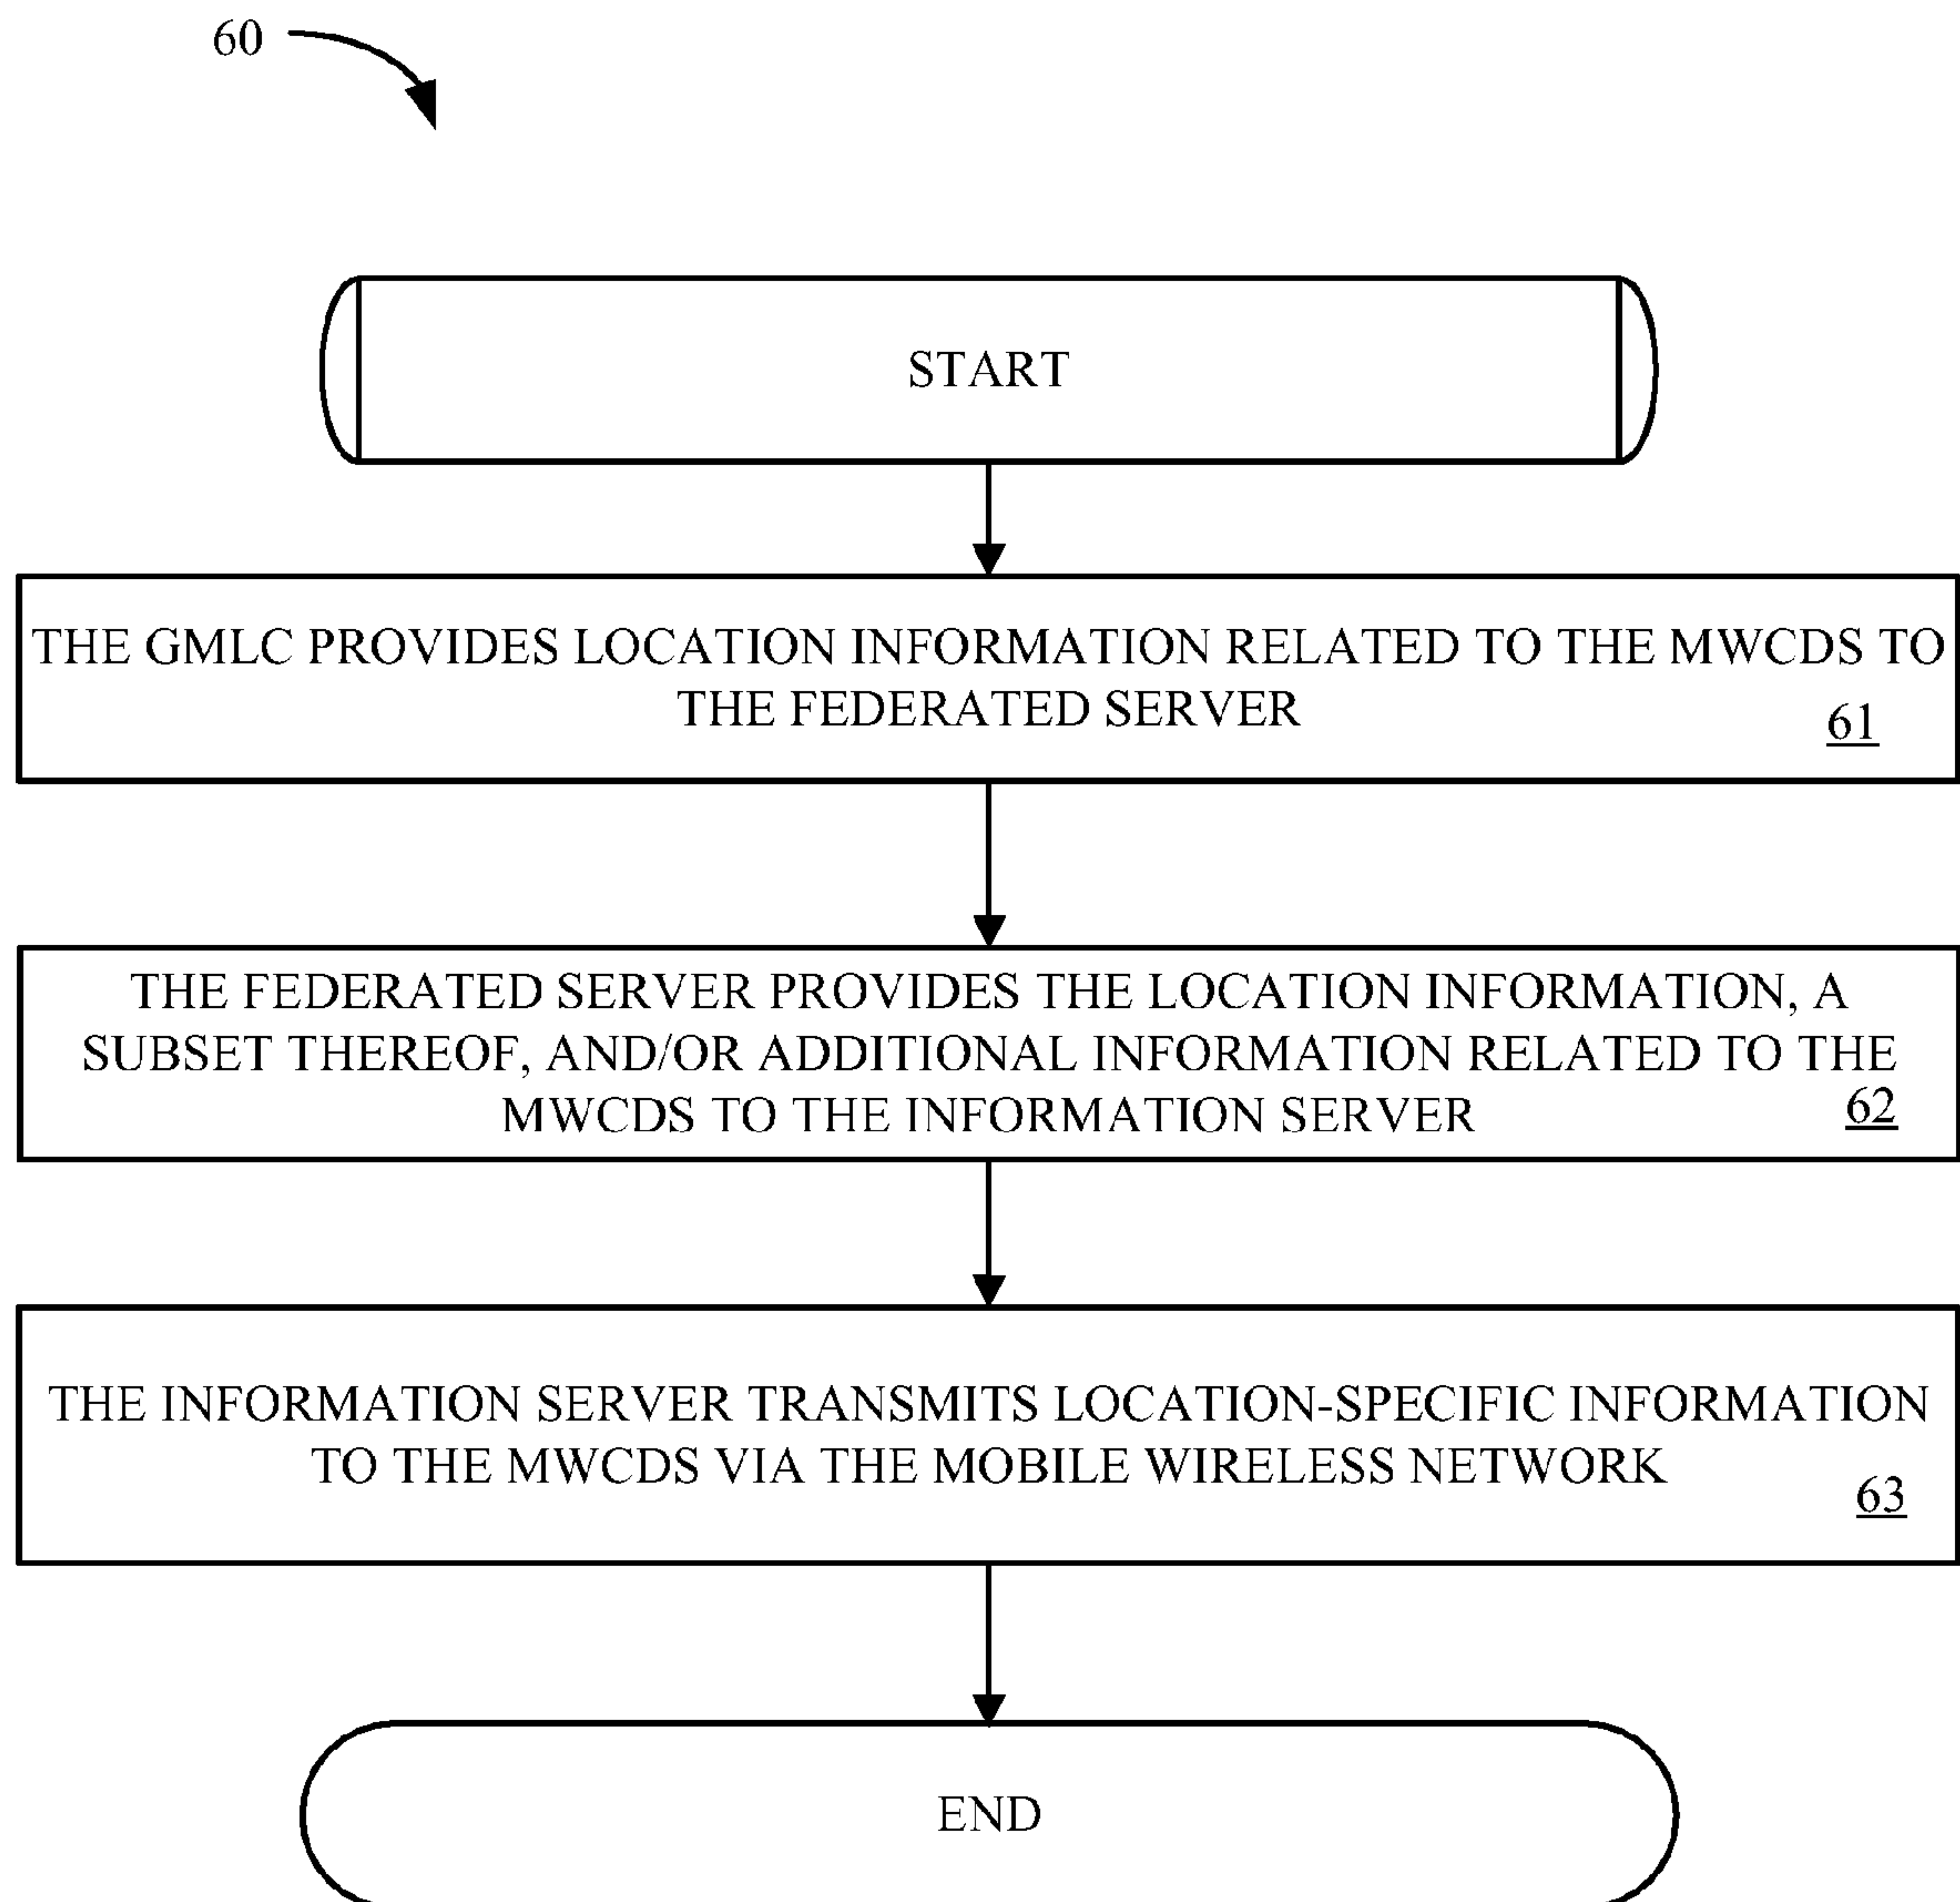 60
START
THE GMLC PROVIDES LOCATION INFORMATION RELATED TO THE MWCDS TO
THE FEDERATED SERVER
61
THE FEDERATED SERVER PROVIDES THE LOCATION INFORMATION, A
SUBSET THEREOF, AND/OR ADDITIONAL INFORMATION RELATED TO THE
MWCDS TO THE INFORMATION SERVER
62
THE INFORMATION SERVER TRANSMITS LOCATION-SPECIFIC INFORMATION
TO THE MWCDS VIA THE MOBILE WIRELESS NETWORK
63
END